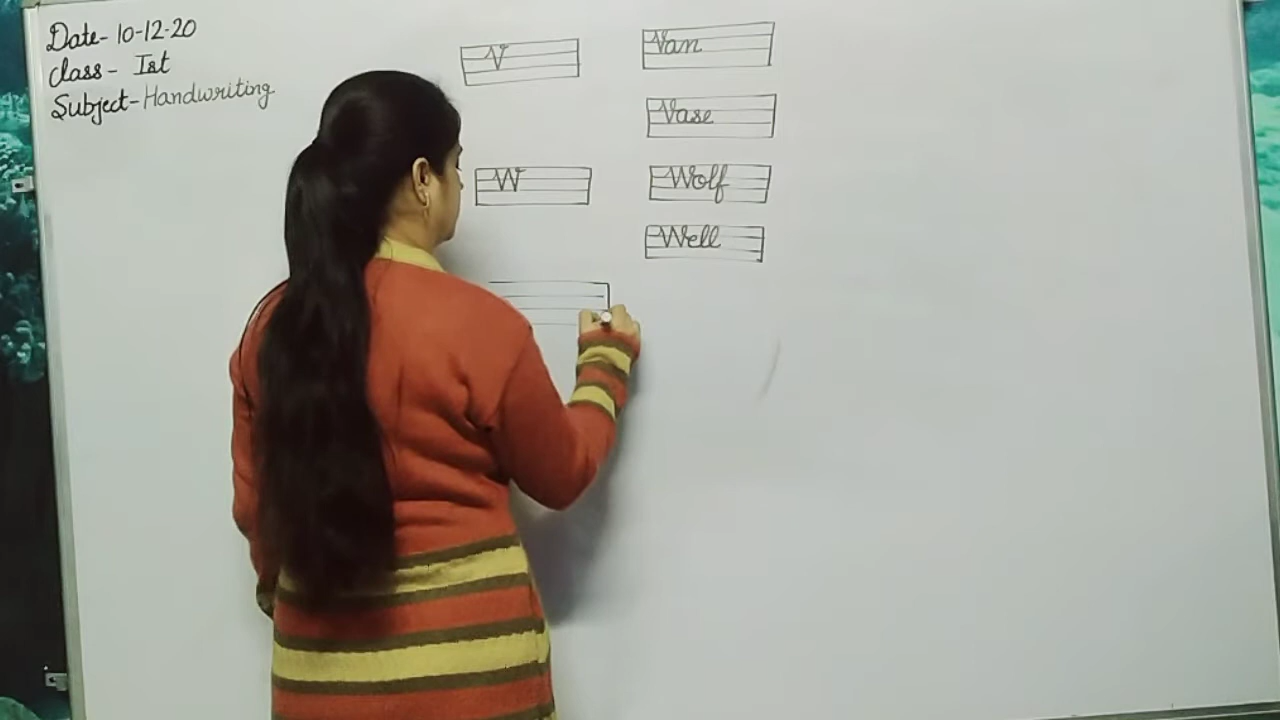 Date- 10-12-20
Class- Ist
Subject-Handwriting
V
Van
Vase
W
Wolf
Well